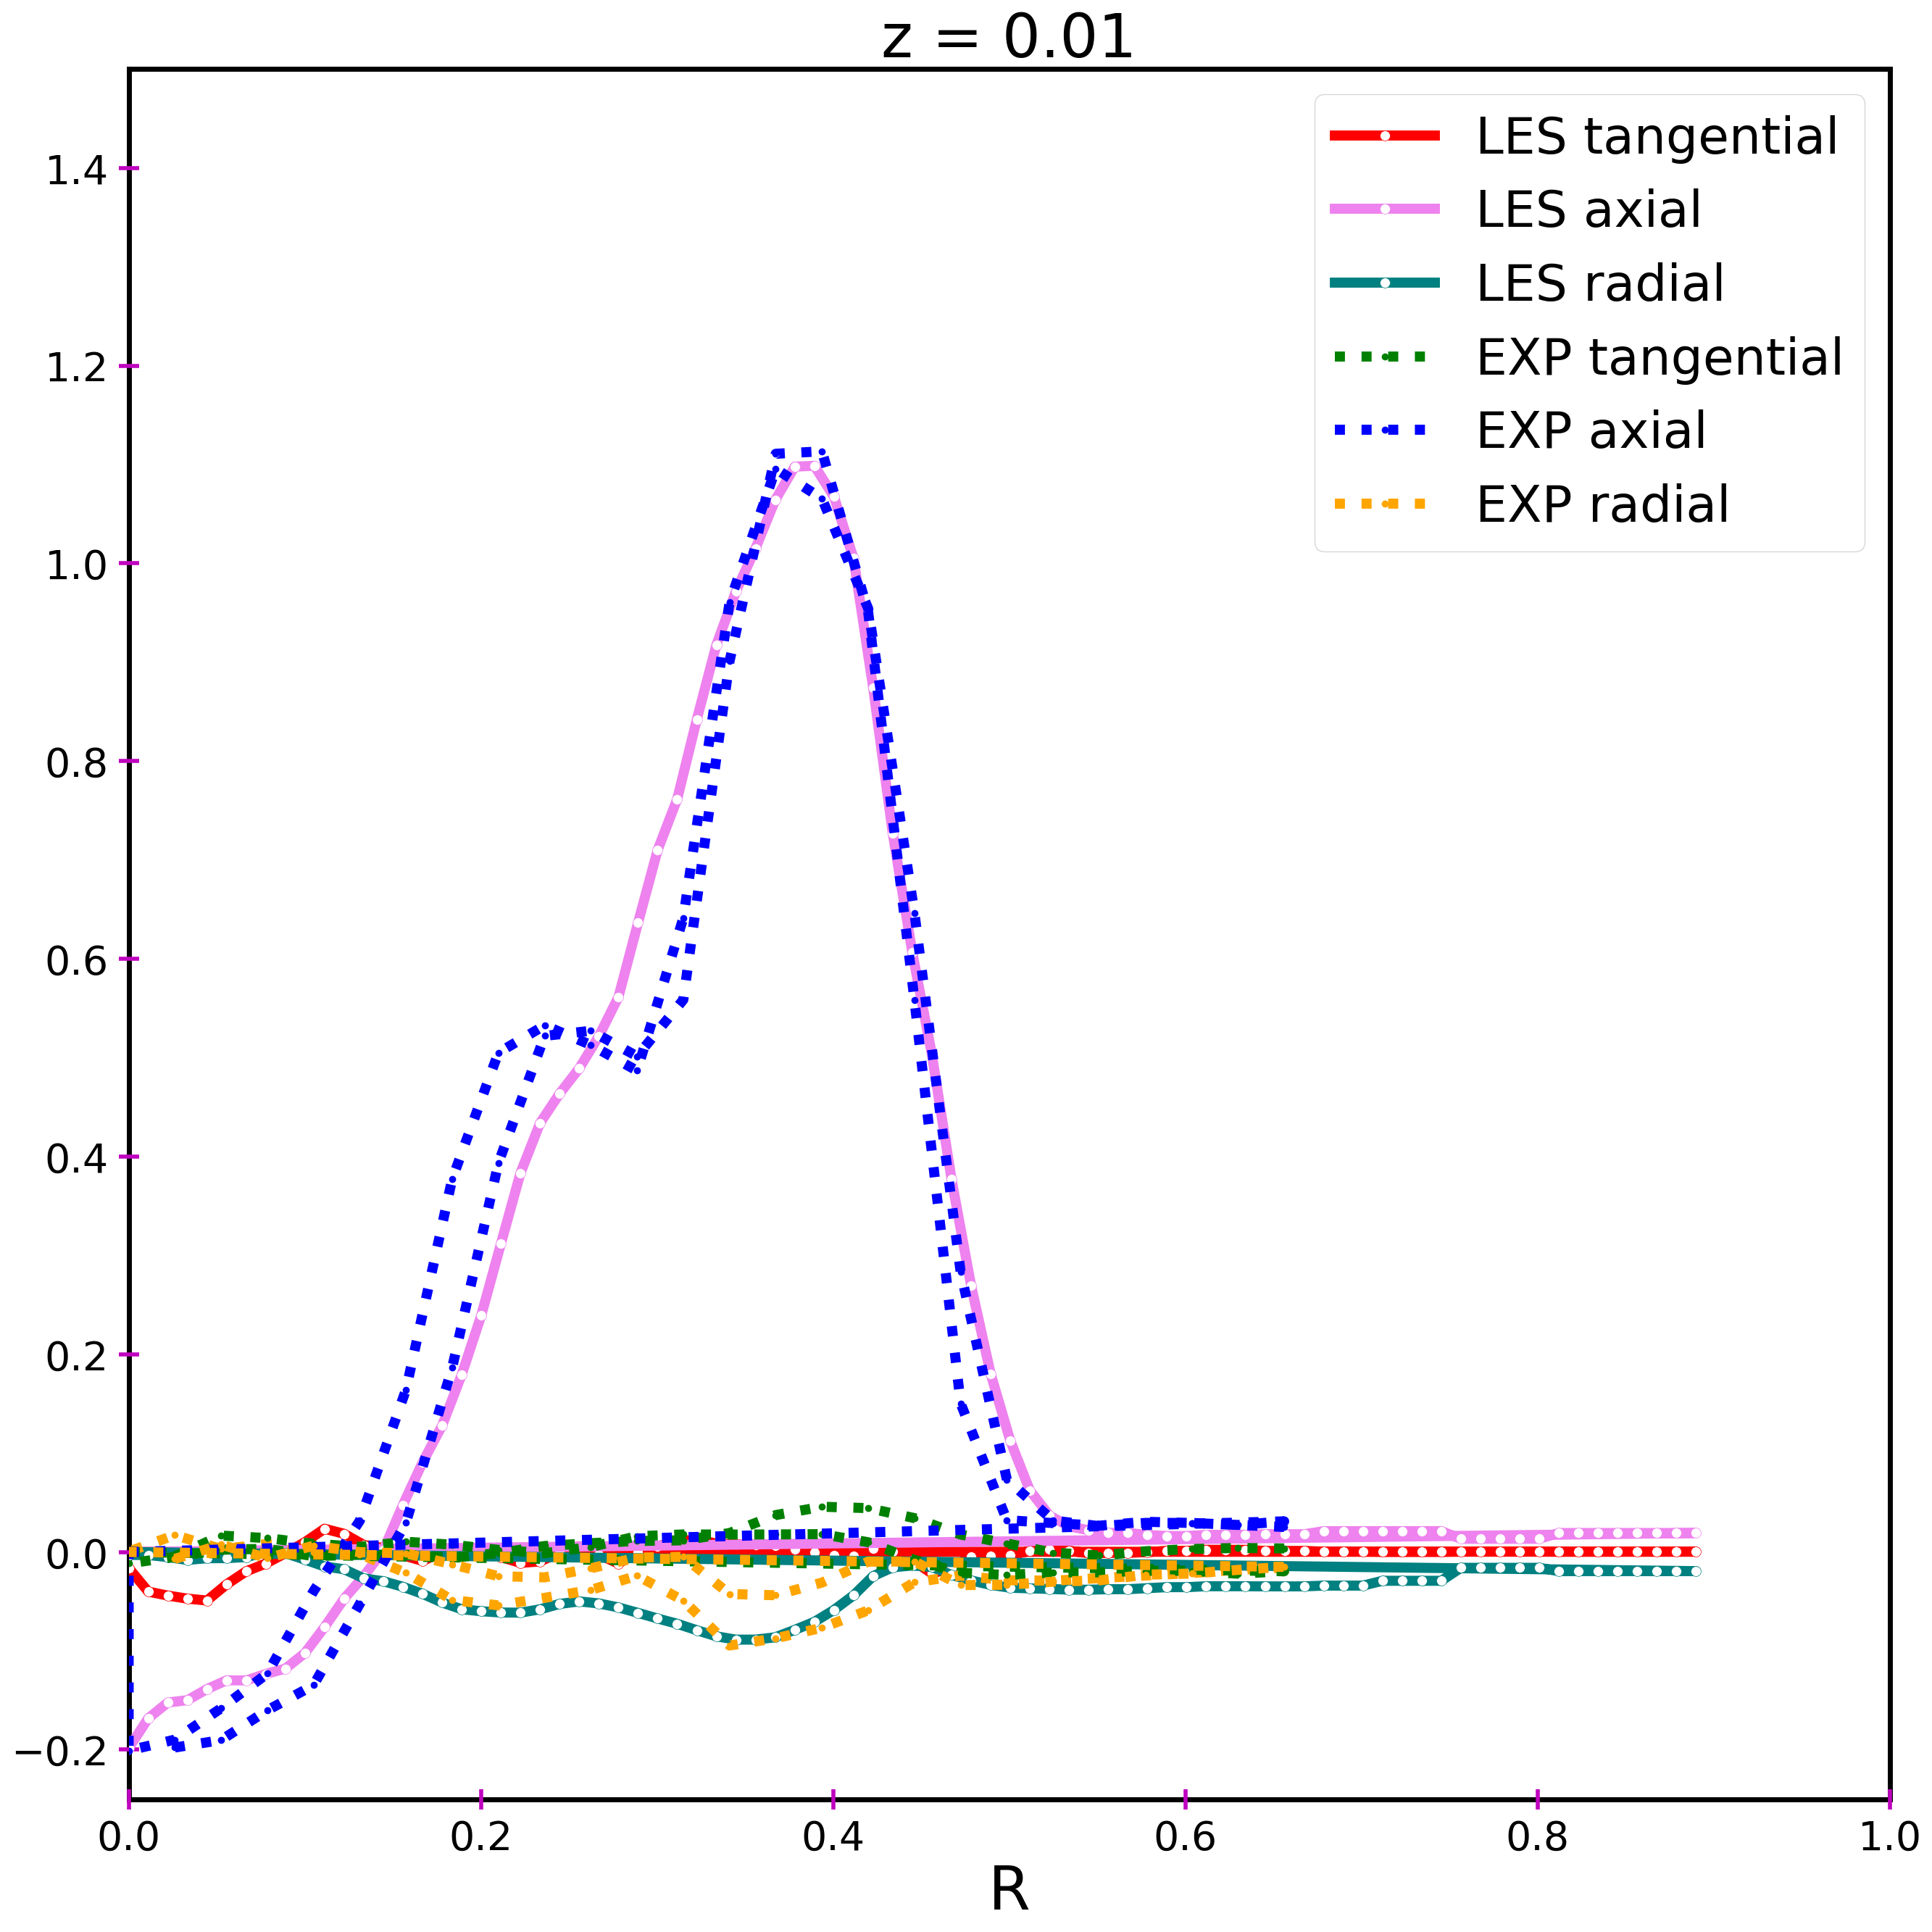 z = 0.01
LES tangential
LES axial
LES radial
EXP tangential
EXP axial
EXP radial
1.4
1.2
1.0
0.8
0.6
0.4
0.2
0.0
−0.2
0.0 0.2 0.4 0.6 0.8 1.0
R